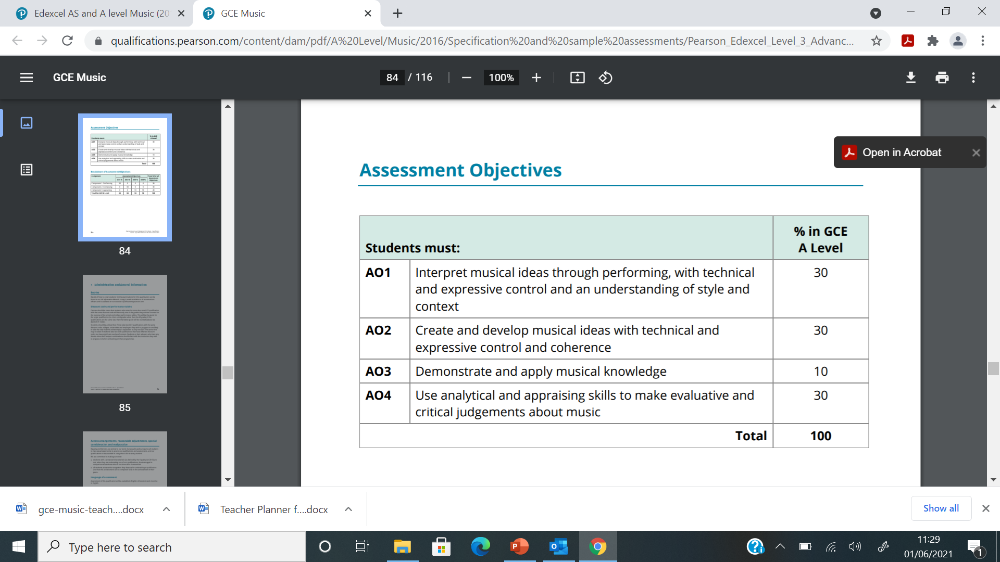 Edexcel AS and A level Music (20
GCE Music
qualifications.pearson.com/content/dam/pdf/A%20Level/Music/2016/Specification%20and%20sample%20assessments/Pearson_Edexcel_Level_3_Advanc...
GCE Music
84 / 116
100%
Open in Acrobat
84
85
Assessment Objectives
Students must:
% in GCE
A Level
AO1
Interpret musical ideas through performing, with technical
and expressive control and an understanding of style and
context
30
AO2
Create and develop musical ideas with technical and
expressive control and coherence
30
AO3
Demonstrate and apply musical knowledge
10
AO4
Use analytical and appraising skills to make evaluative and
critical judgements about music
30
Total
100
gce-music-teach....docx
Teacher Planner f....docx
Show all
Type here to search
11:29
01/06/2021
1